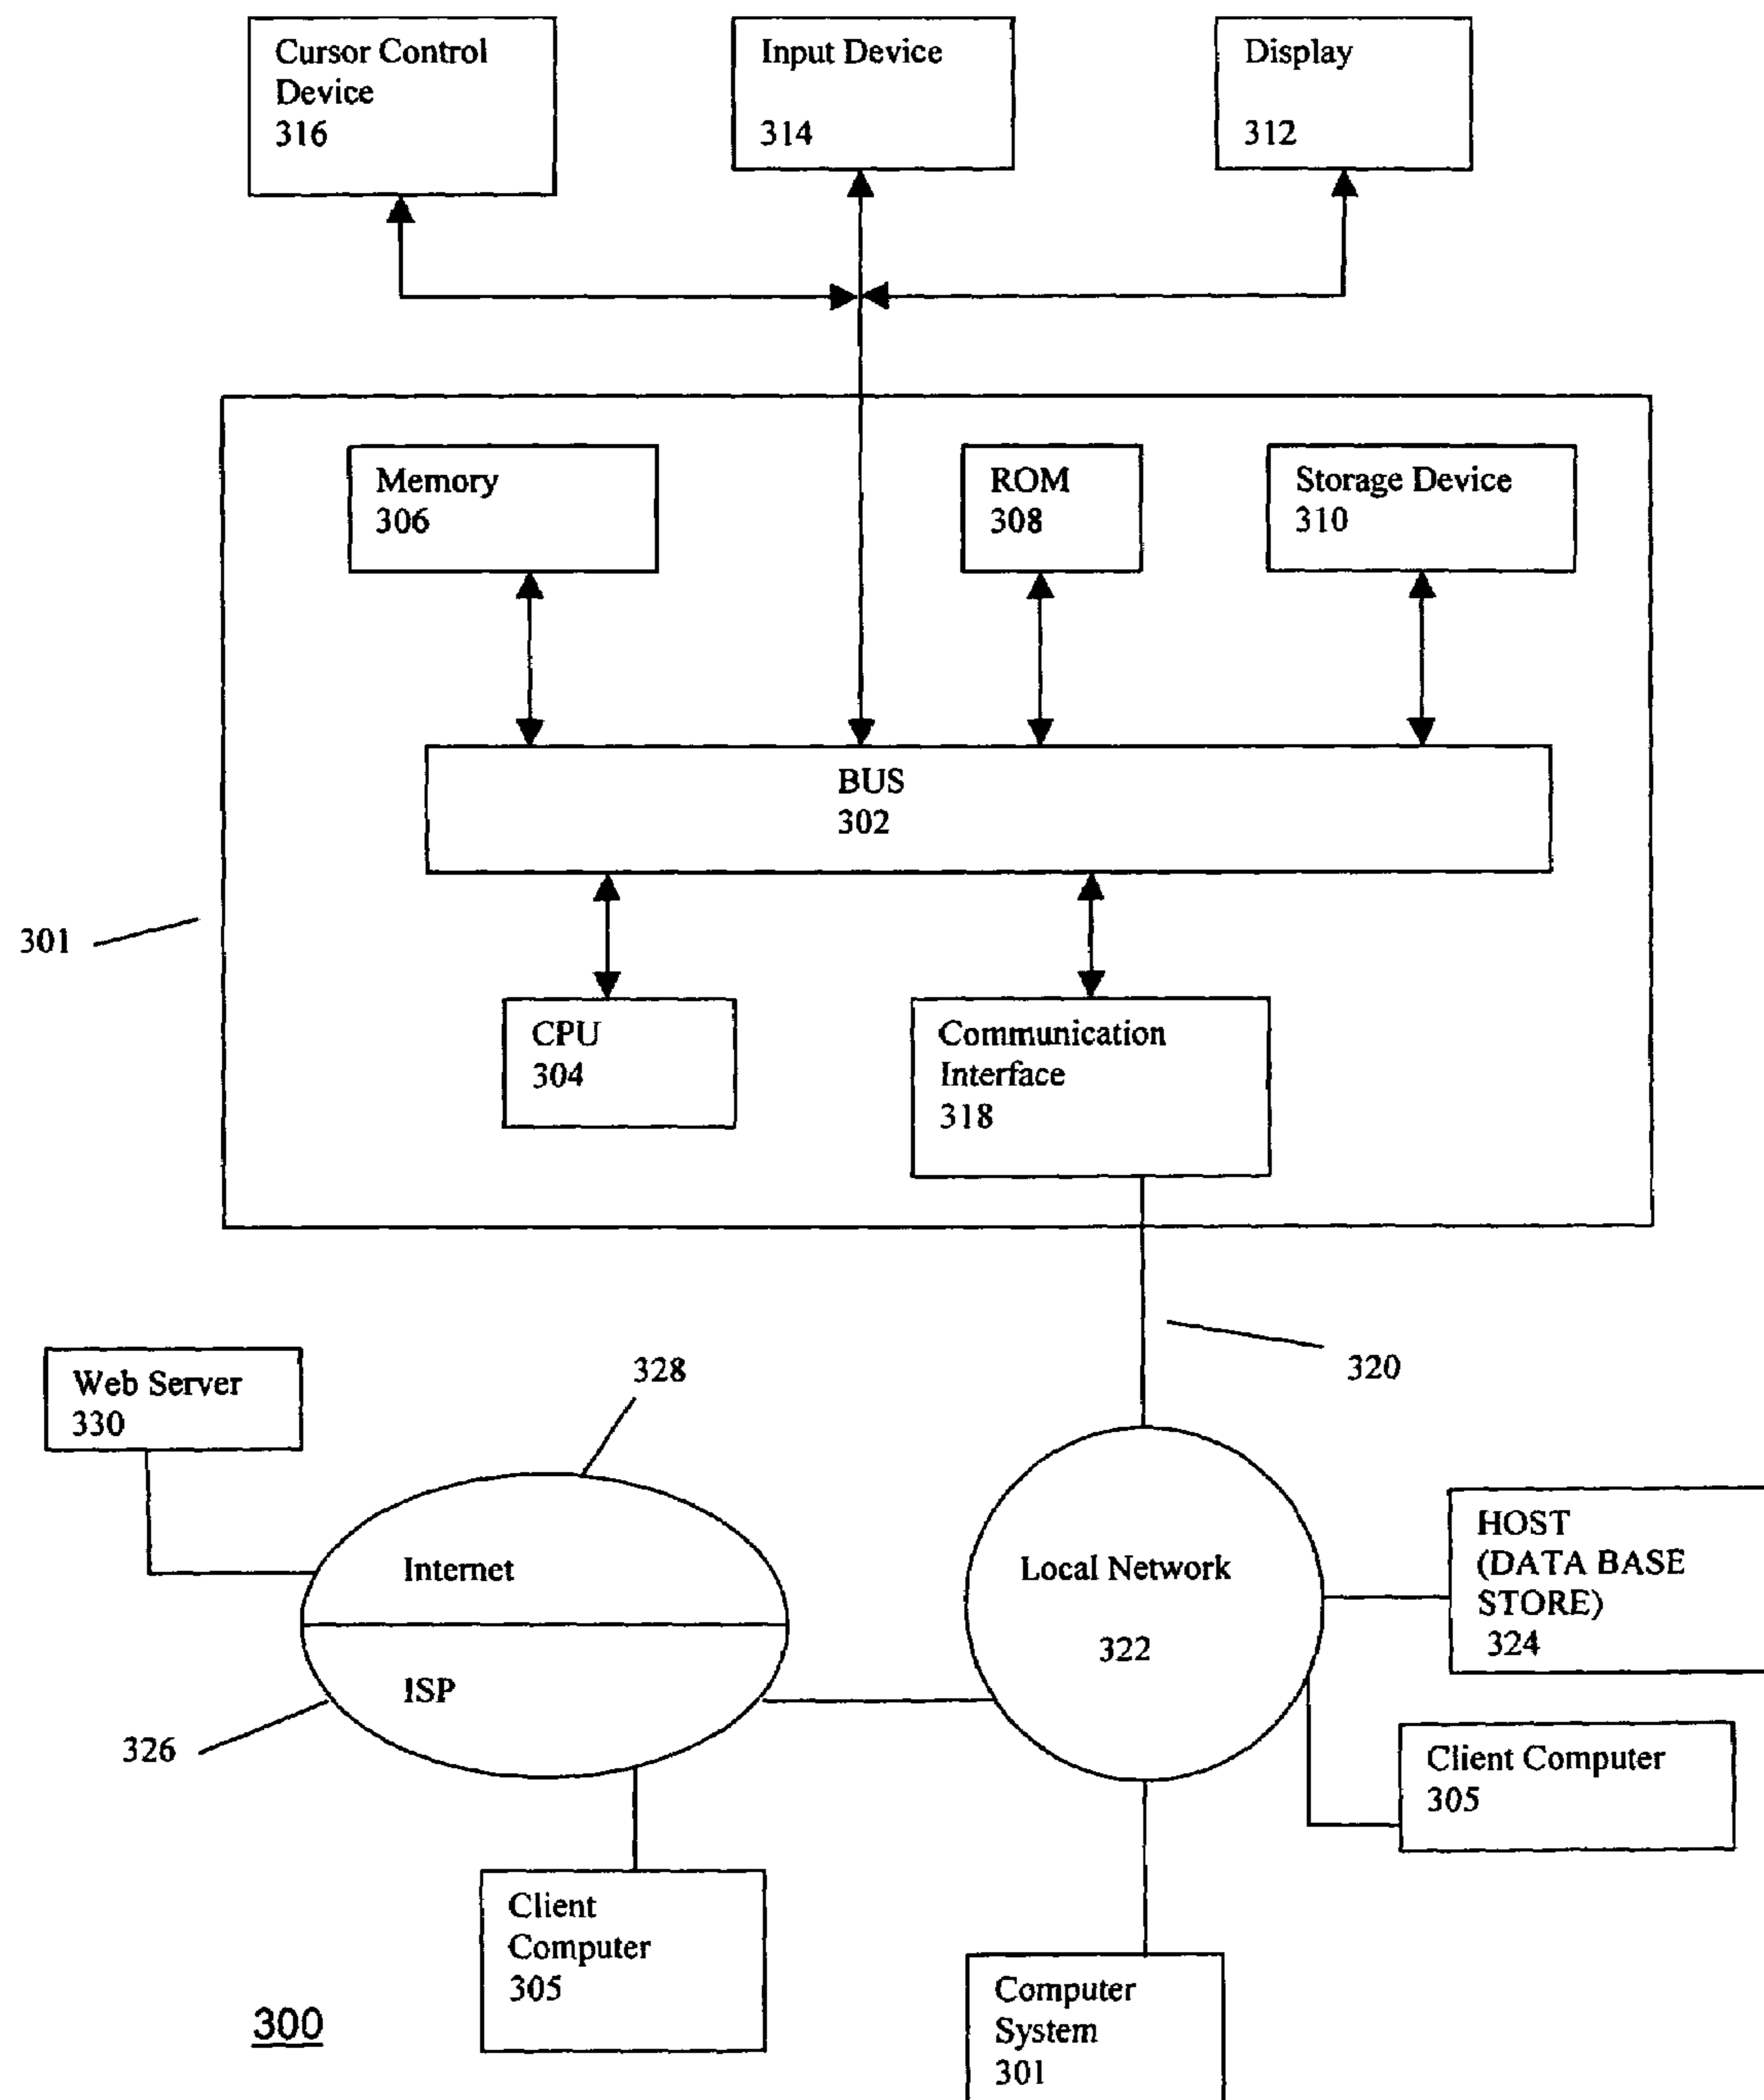 Cursor Control
Device
316
Input Device
314
Display
312
Memory
306
ROM
308
Storage Device
310
BUS
302
301
CPU
304
Communication
Interface
318
320
Web Server
330
328
Internet
ISP
326
Local Network
322
HOST
(DATA BASE
STORE)
324
Client Computer
305
Client
Computer
305
Computer
System
301
300